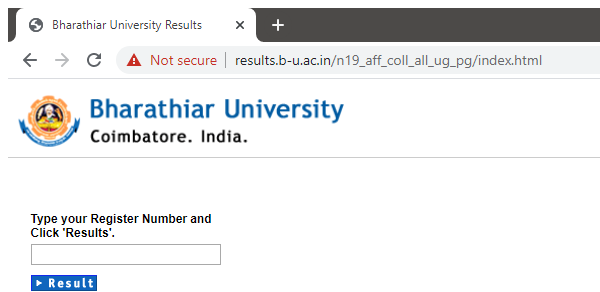 Bharathiar University Results
Not secure | results.b-u.ac.in/n19_aff_coll_all_ug_pg/index.html
Bharathiar University
Coimbatore. India.
Type your Register Number and
Click 'Results'.
Result